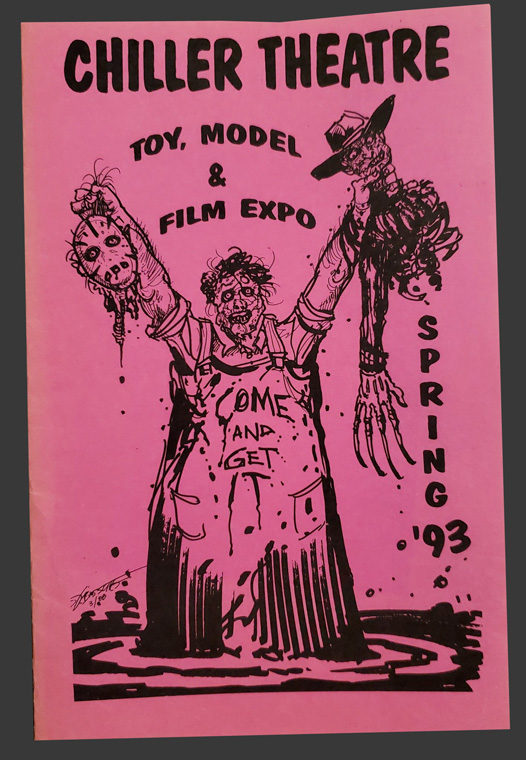 CHILLER THEATRE
TOY, MODEL
&
FILM EXPO
COME
AND
GET
IT
SPRING
'93